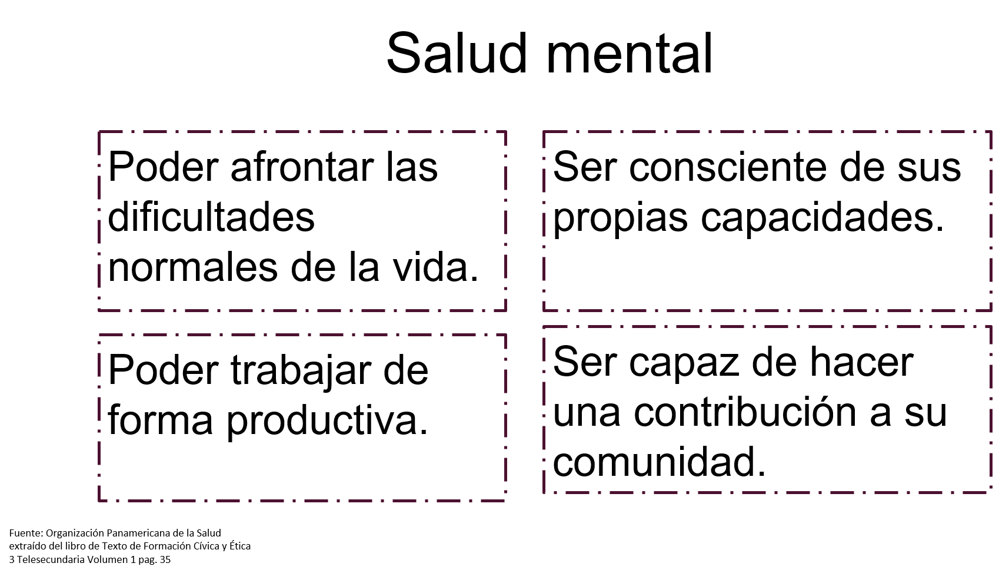 Salud mental
Poder afrontar las
dificultades
normales de la vida.
Ser consciente de sus
propias capacidades.
Poder trabajar de
forma productiva.
Ser capaz de hacer
una contribución a su
comunidad.
Fuente: Organización Panamericana de la Salud
extraído del libro de Texto de Formación Cívica y Ética
3 Telesecundaria Volumen 1 pag. 35